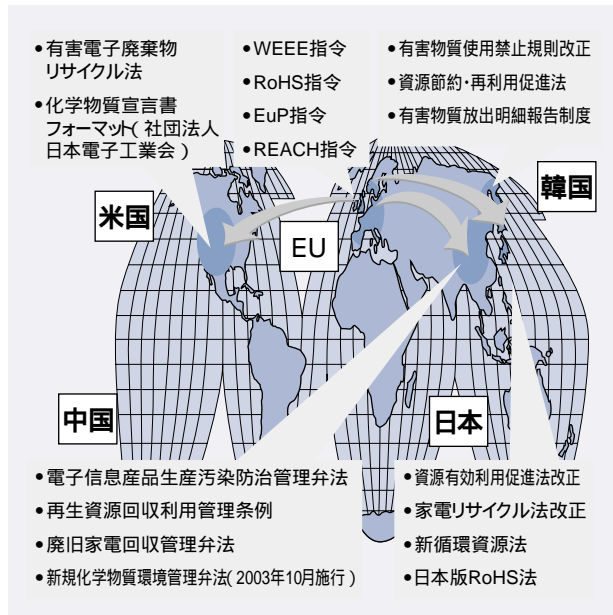 •有害電子廃棄物
リサイクル法
•化学物質宣言書
フォーマット(社団法人
日本電子工業会)
•WEEE指令
•RoHS指令
•EuP指令
•REACH指令
•有害物質使用禁止規則改正
•資源節約・再利用促進法
•有害物質放出明細報告制度
米国
EU
韓国
中国
•電子信息産品生産汚染防治管理弁法
•再生資源回収利用管理条例
•廃旧家電回収管理弁法
•新規化学物質環境管理弁法(2003年10月施行)
日本
•資源有効利用促進法改正
•家電リサイクル法改正
•新循環資源法
•日本版RoHS法